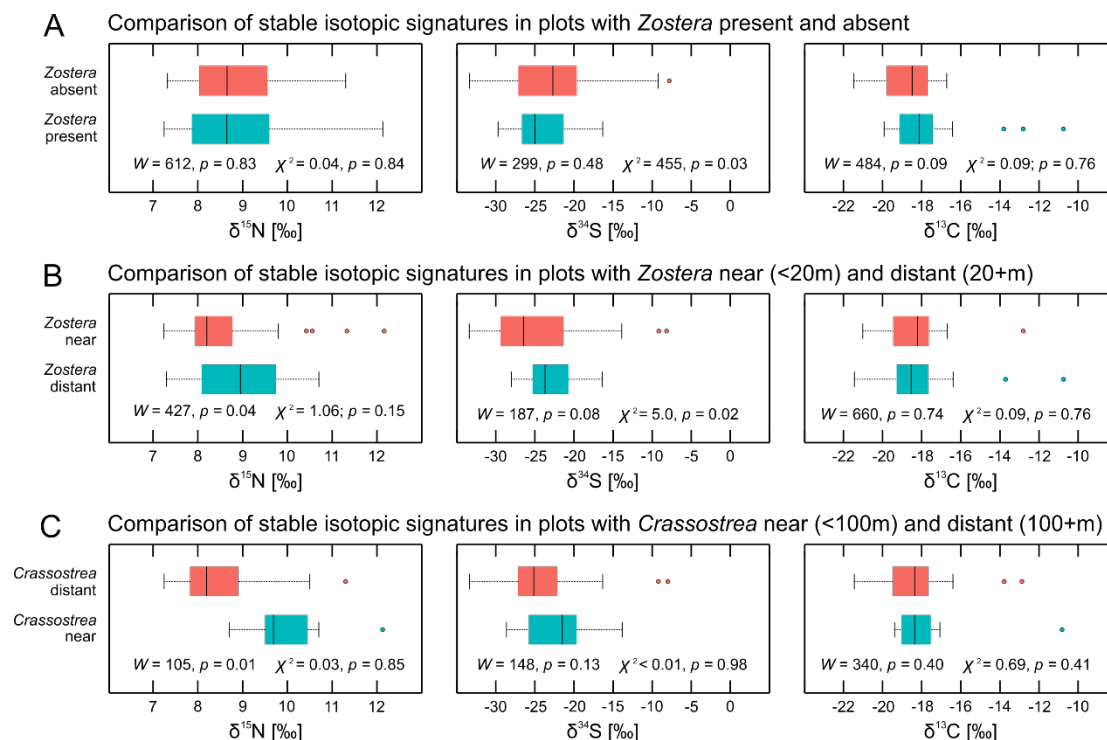 A Comparison of stable isotopic signatures in plots with Zostera present and absent
Zostera
absent
Zostera
present
W = 612, p = 0.83 χ² = 0.04, p = 0.84
W = 299, p = 0.48 χ² = 455, p = 0.03
W = 484, p = 0.09 χ² = 0.09; p = 0.76
7 8 9 10 11 12
-30 -25 -20 -15 -10 -5 0
-22 -20 -18 -16 -14 -12 -10
δ¹⁵N [‰]
δ³⁴S [‰]
δ¹³C [‰]
B Comparison of stable isotopic signatures in plots with Zostera near (<20m) and distant (20+m)
Zostera
near
Zostera
distant
W = 427, p = 0.04 χ² = 1.06; p = 0.15
W = 187, p = 0.08 χ² = 5.0, p = 0.02
W = 660, p = 0.74 χ² = 0.09, p = 0.76
7 8 9 10 11 12
-30 -25 -20 -15 -10 -5 0
-22 -20 -18 -16 -14 -12 -10
δ¹⁵N [‰]
δ³⁴S [‰]
δ¹³C [‰]
C Comparison of stable isotopic signatures in plots with Crassostrea near (<100m) and distant (100+m)
Crassostrea
distant
Crassostrea
near
W = 105, p = 0.01 χ² = 0.03, p = 0.85
W = 148, p = 0.13 χ² < 0.01, p = 0.98
W = 340, p = 0.40 χ² = 0.69, p = 0.41
7 8 9 10 11 12
-30 -25 -20 -15 -10 -5 0
-22 -20 -18 -16 -14 -12 -10
δ¹⁵N [‰]
δ³⁴S [‰]
δ¹³C [‰]